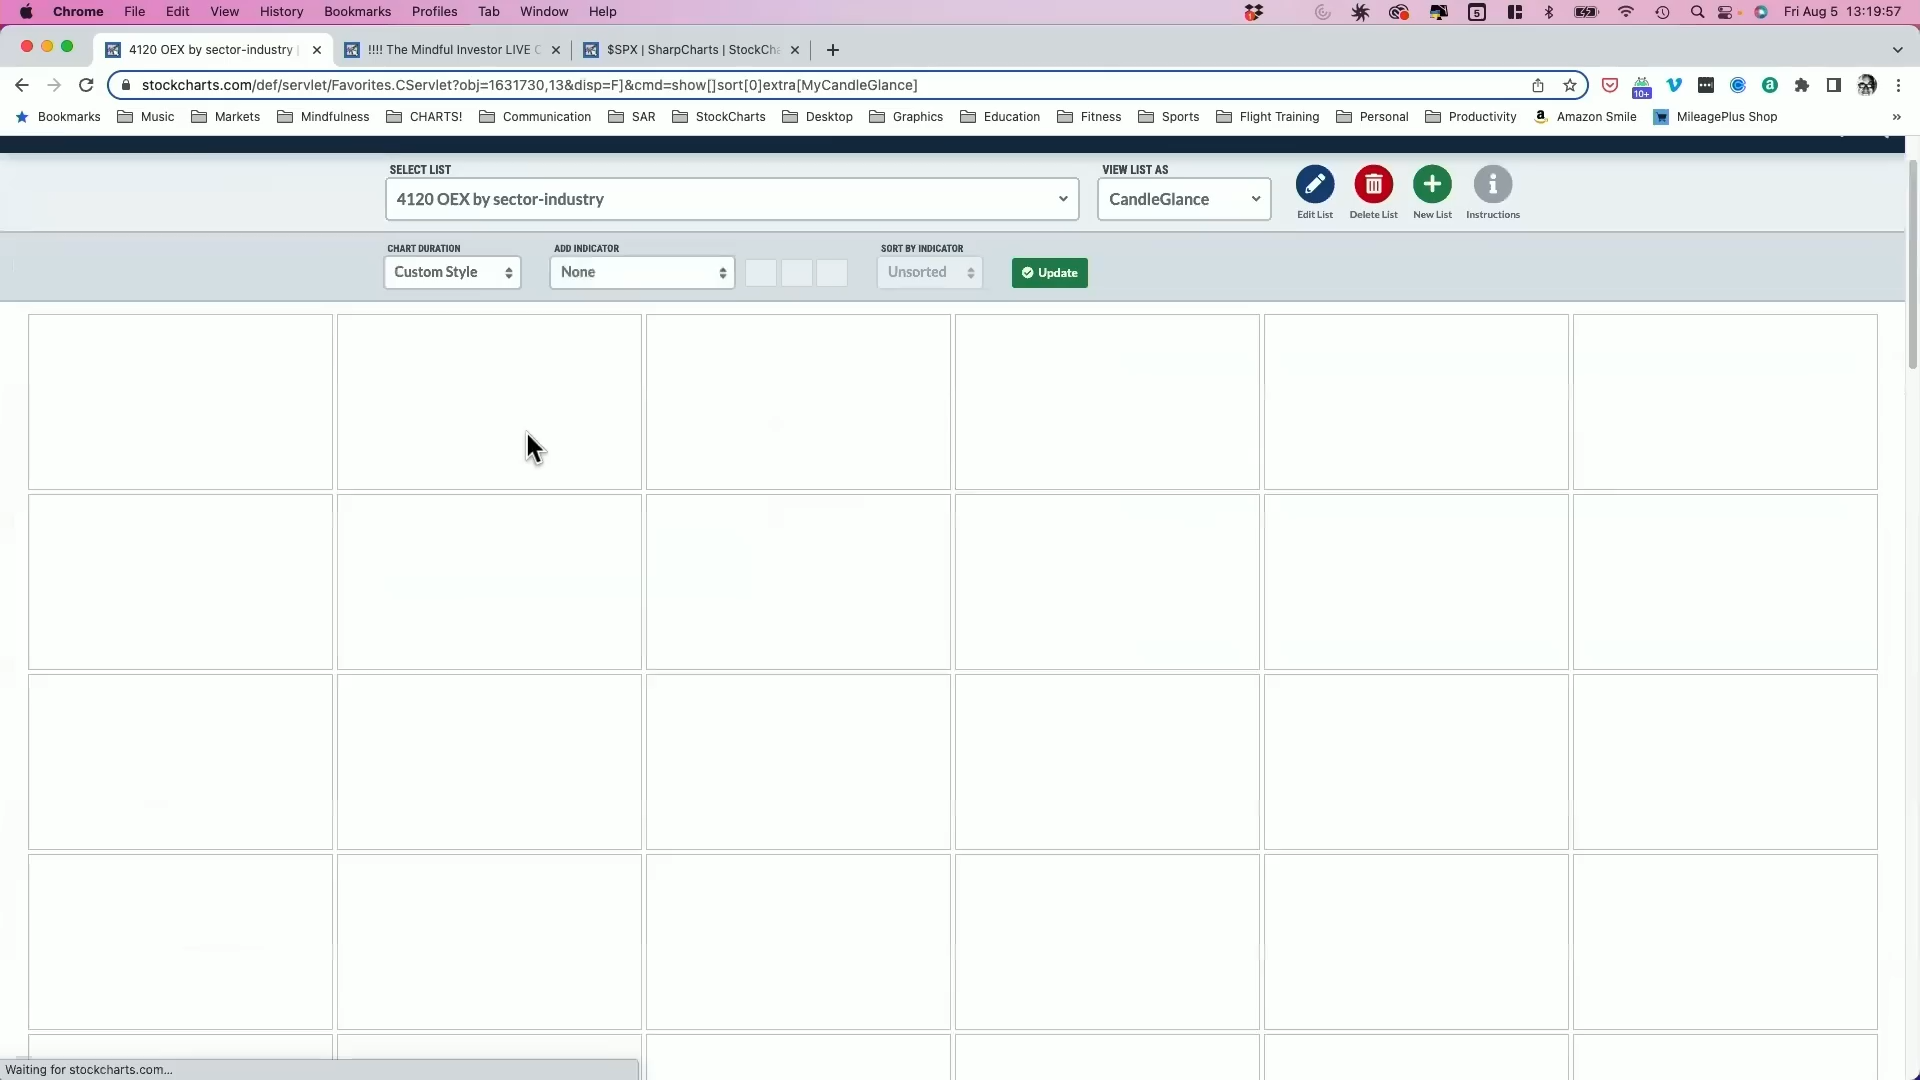 Chrome File Edit View History Bookmarks Profiles Tab Window Help
5
Fri Aug 5 13:19:57
4120 OEX by sector-industry |
!!!! The Mindful Investor LIVE C
$SPX | SharpCharts | StockCha
stockcharts.com/def/servlet/Favorites.CServlet?obj=1631730,13&disp=F]&cmd=show[]sort[0]extra[MyCandleGlance]
10+
Bookmarks Music Markets Mindfulness CHARTS! Communication SAR StockCharts Desktop Graphics Education Fitness Sports Flight Training Personal Productivity Amazon Smile MileagePlus Shop »
SELECT LIST
VIEW LIST AS
4120 OEX by sector-industry
CandleGlance
Edit List Delete List New List Instructions
CHART DURATION
ADD INDICATOR
SORT BY INDICATOR
Custom Style
None
Unsorted
Update
Waiting for stockcharts.com...